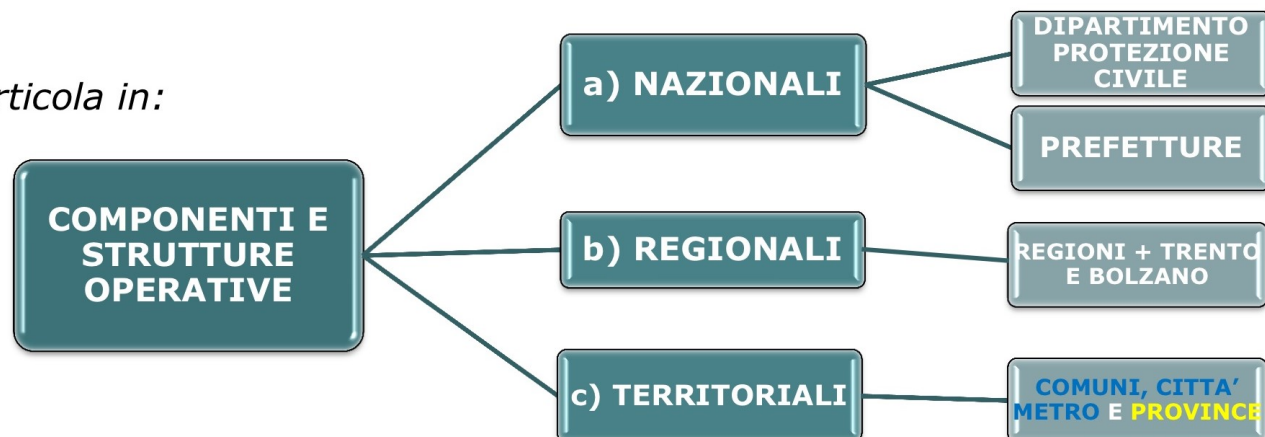 rticola in:
COMPONENTI E
STRUTTURE
OPERATIVE
a) NAZIONALI
DIPARTIMENTO
PROTEZIONE
CIVILE
PREFETTURE
b) REGIONALI
REGIONI + TRENTO
E BOLZANO
c) TERRITORIALI
COMUNI, CITTA'
METRO E PROVINCE